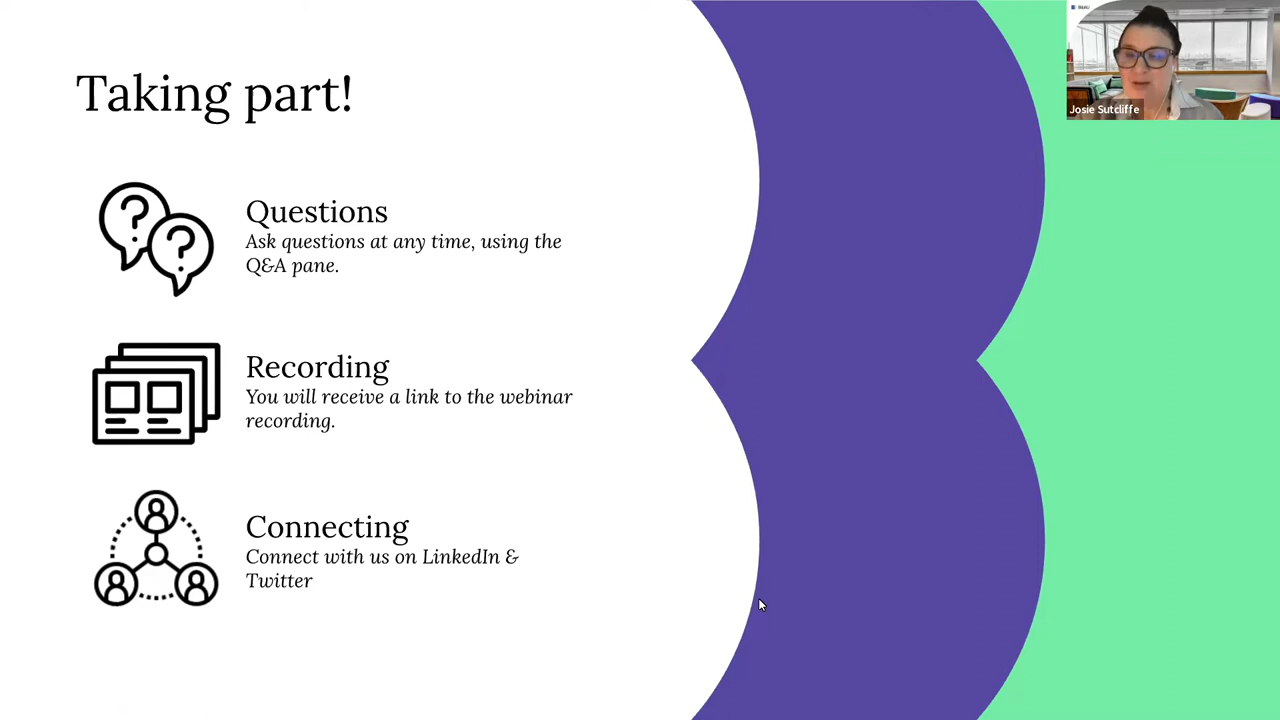 Taking part!
Questions
Ask questions at any time, using the
Q&A pane.
Recording
You will receive a link to the webinar
recording.
Connecting
Connect with us on LinkedIn &
Twitter
Josie Sutcliffe